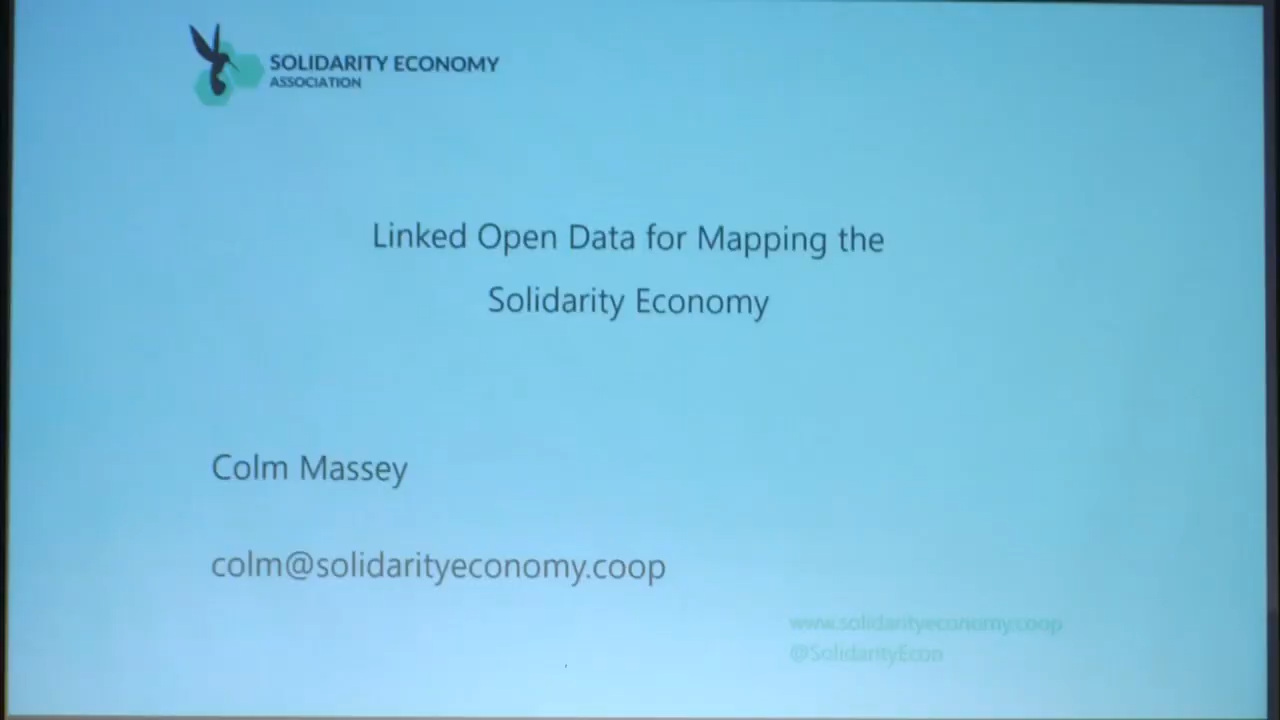 SOLIDARITY ECONOMY
ASSOCIATION
Linked Open Data for Mapping the
Solidarity Economy
Colm Massey
colm@solidarityeconomy.coop
www.solidarityeconomy.coop
@SolidarityEcon